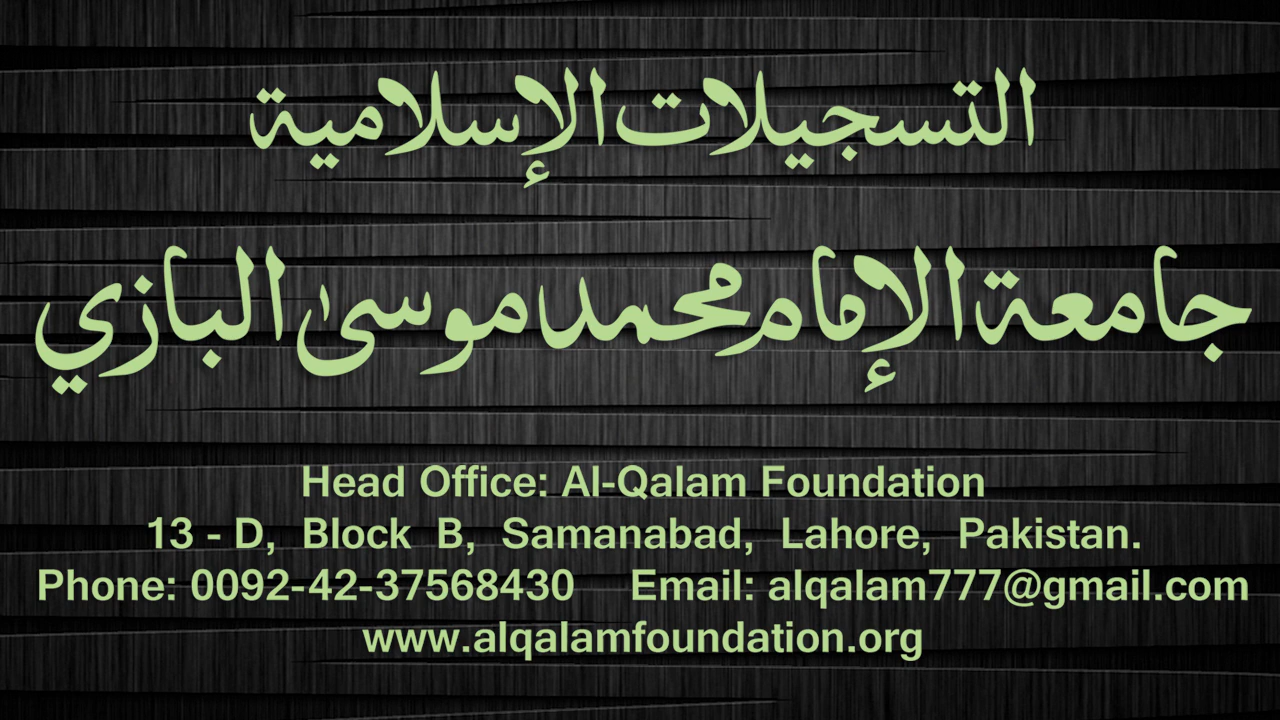 التسجيلات الإسلامية
جامعة الإمام محمد موسىٰ البازي
Head Office: Al-Qalam Foundation
13 - D, Block B, Samanabad, Lahore, Pakistan.
Phone: 0092-42-37568430 Email: alqalam777@gmail.com
www.alqalamfoundation.org